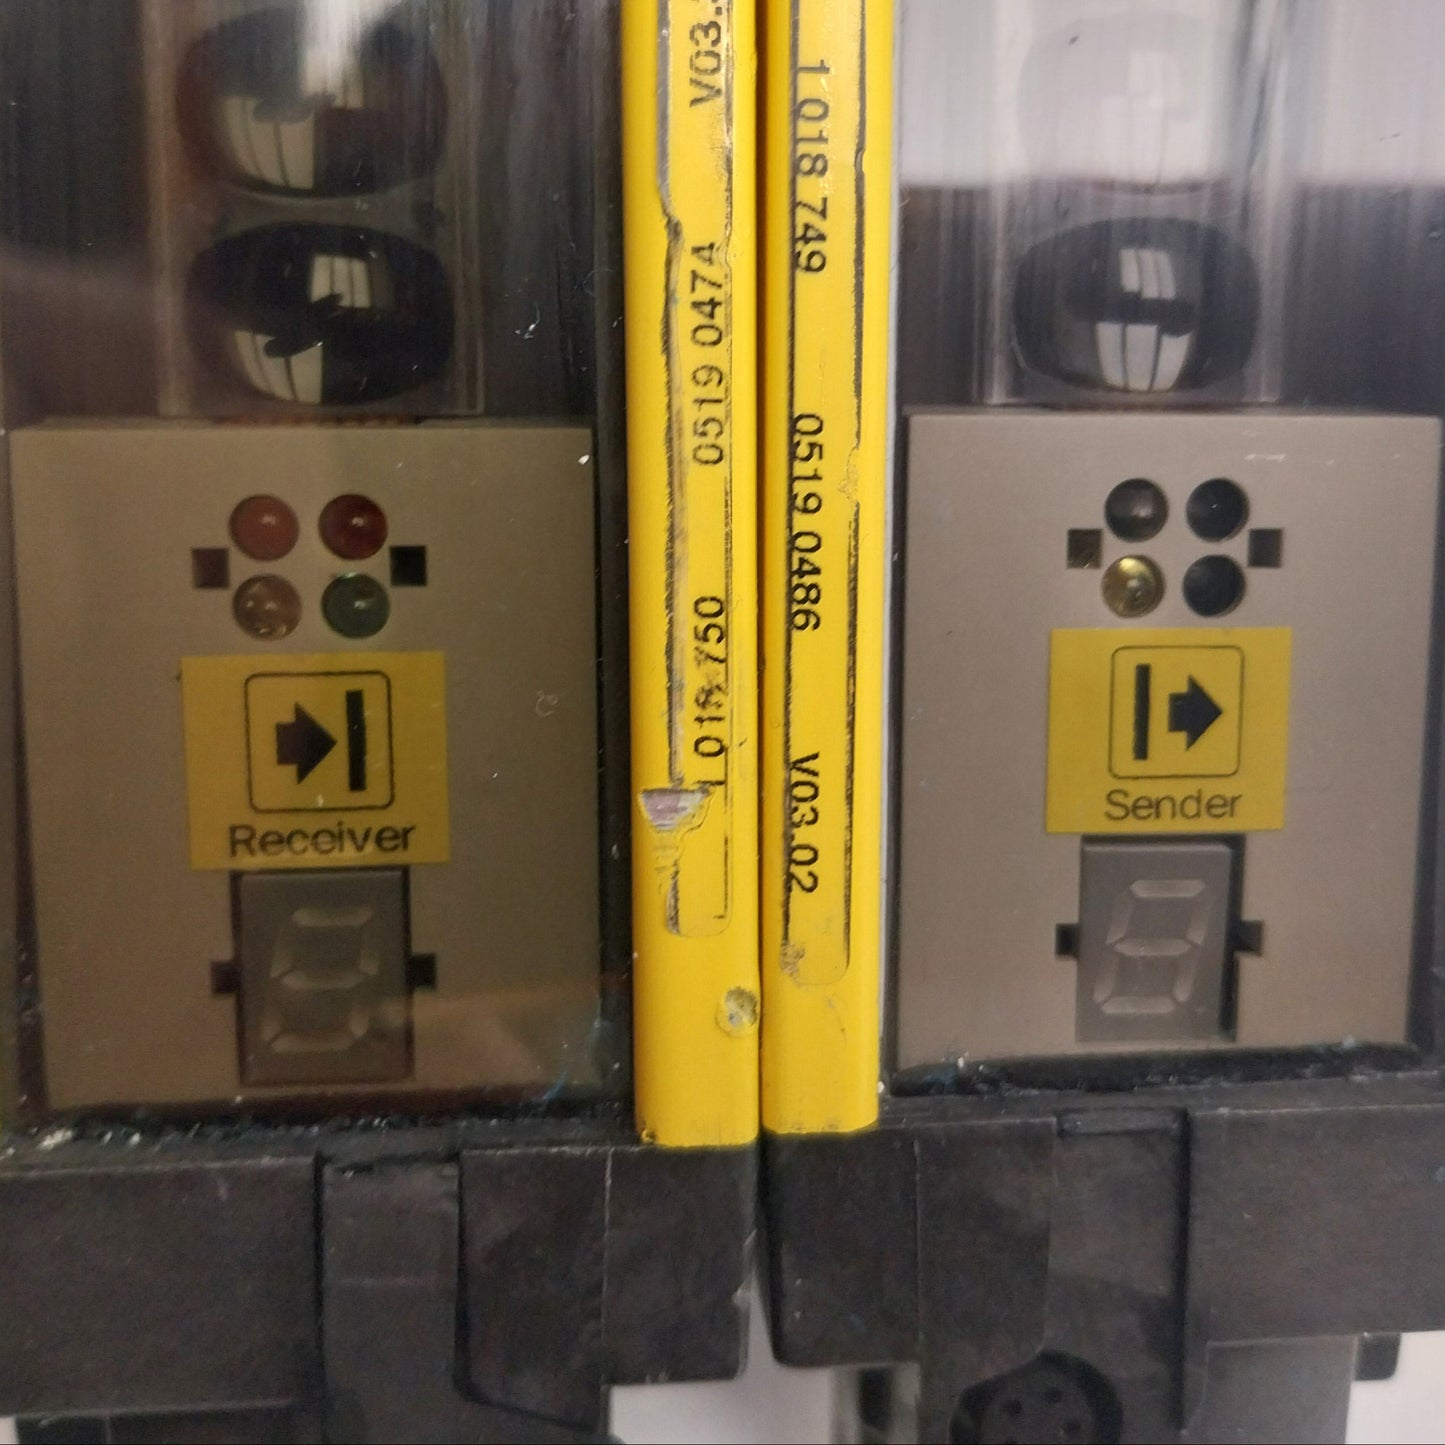 1 018 750
0519 0474
V03.
1 018 749
0519 0486
V03.02
Receiver
Sender